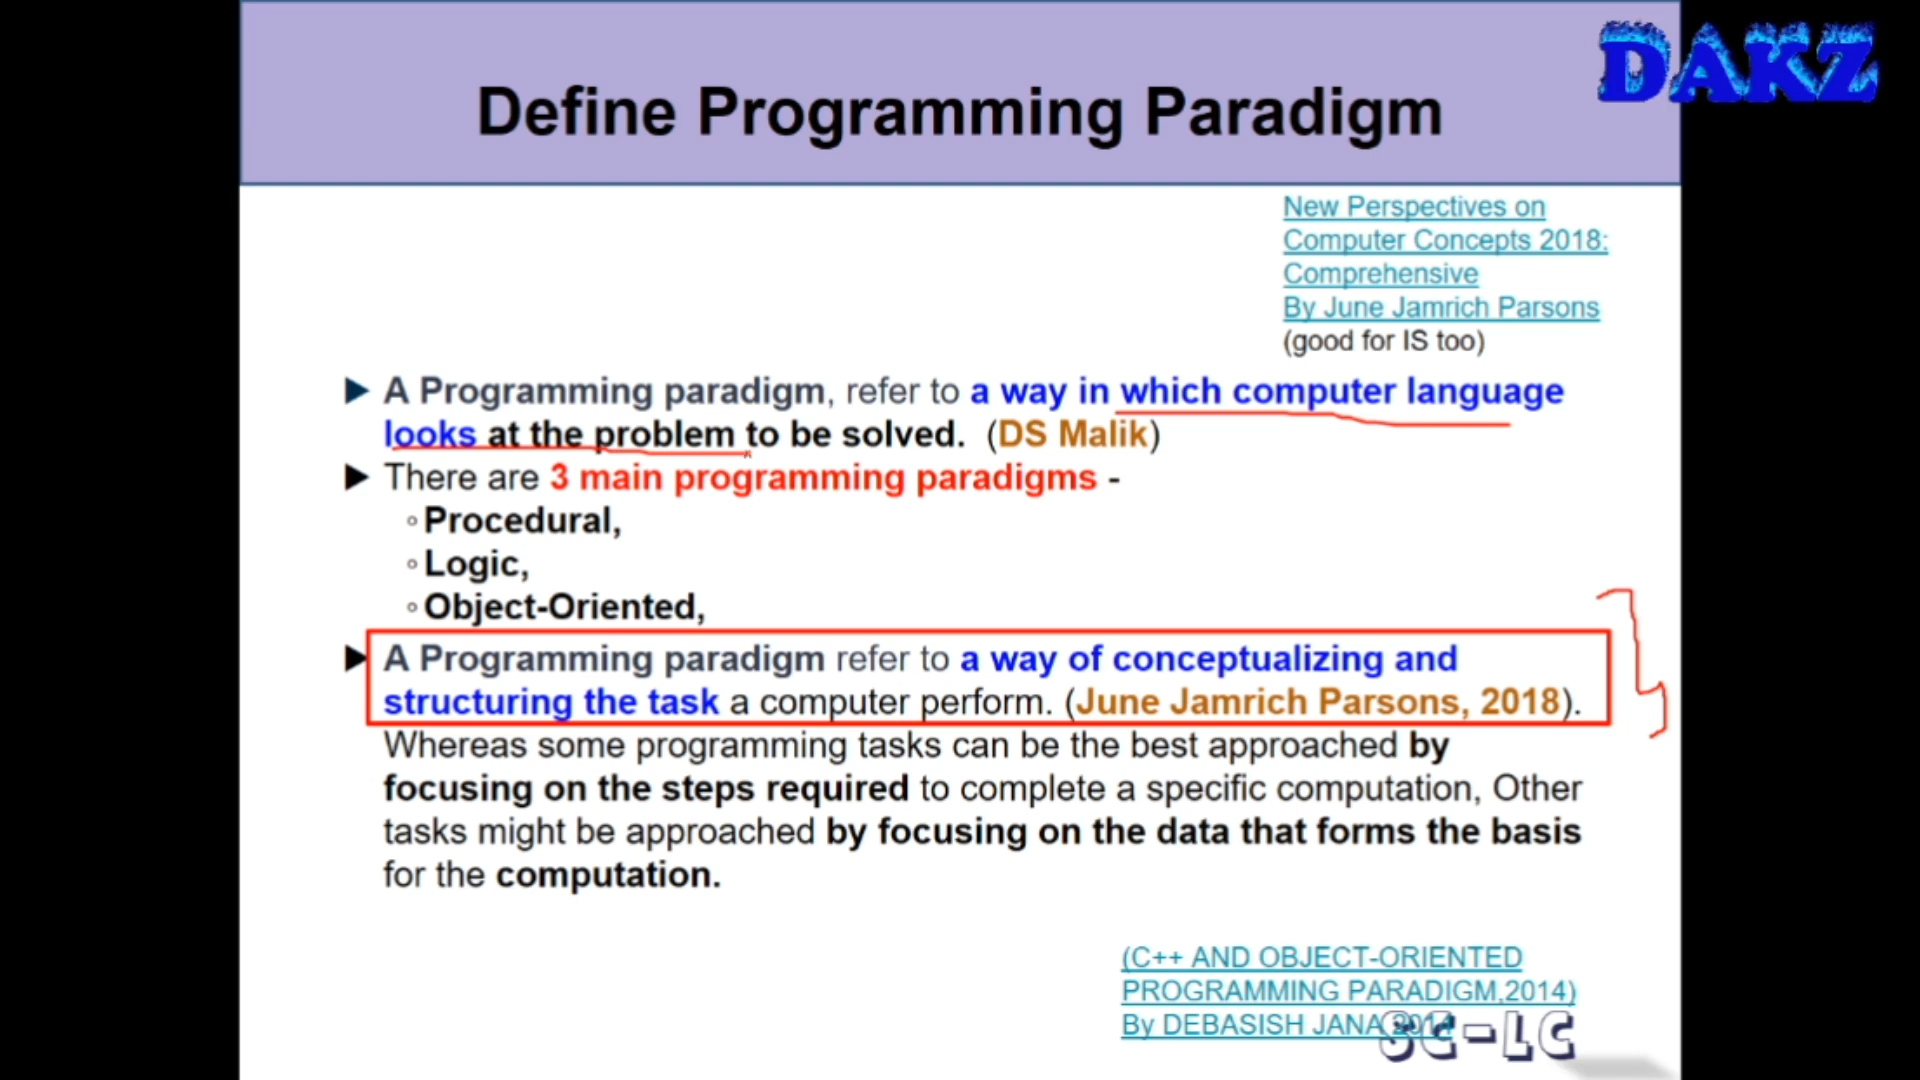 DAKZ
Define Programming Paradigm
New Perspectives on
Computer Concepts 2018:
Comprehensive
By June Jamrich Parsons
(good for IS too)
A Programming paradigm, refer to a way in which computer language
looks at the problem to be solved. (DS Malik)
There are 3 main programming paradigms -
Procedural,
Logic,
Object-Oriented,
A Programming paradigm refer to a way of conceptualizing and
structuring the task a computer perform. (June Jamrich Parsons, 2018).
Whereas some programming tasks can be the best approached by
focusing on the steps required to complete a specific computation, Other
tasks might be approached by focusing on the data that forms the basis
for the computation.
(C++ AND OBJECT-ORIENTED
PROGRAMMING PARADIGM,2014)
By DEBASISH JANA 2014
SC-LC